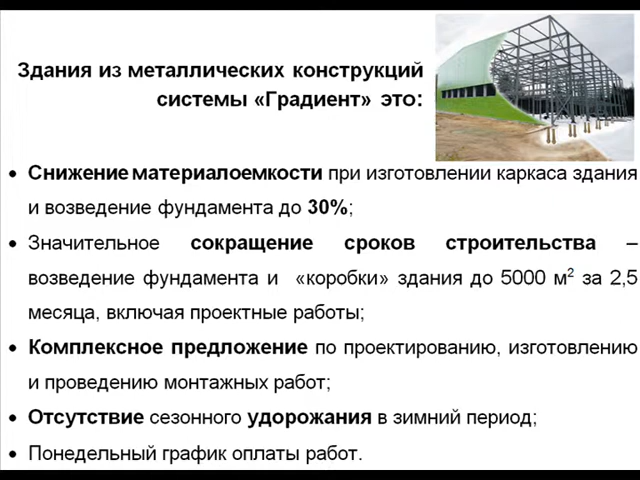 Здания из металлических конструкций
системы «Градиент» это:
• Снижение материалоемкости при изготовлении каркаса здания
и возведение фундамента до 30%;
• Значительное сокращение сроков строительства –
возведение фундамента и «коробки» здания до 5000 м² за 2,5
месяца, включая проектные работы;
• Комплексное предложение по проектированию, изготовлению
и проведению монтажных работ;
• Отсутствие сезонного удорожания в зимний период;
• Понедельный график оплаты работ.